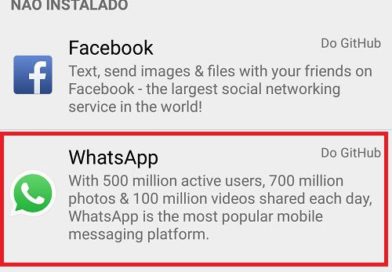 NÃO INSTALADO
Facebook
Do GitHub
Text, send images & files with your friends on
Facebook - the largest social networking
service in the world!
WhatsApp
Do GitHub
With 500 million active users, 700 million
photos & 100 million videos shared each day,
WhatsApp is the most popular mobile
messaging platform.